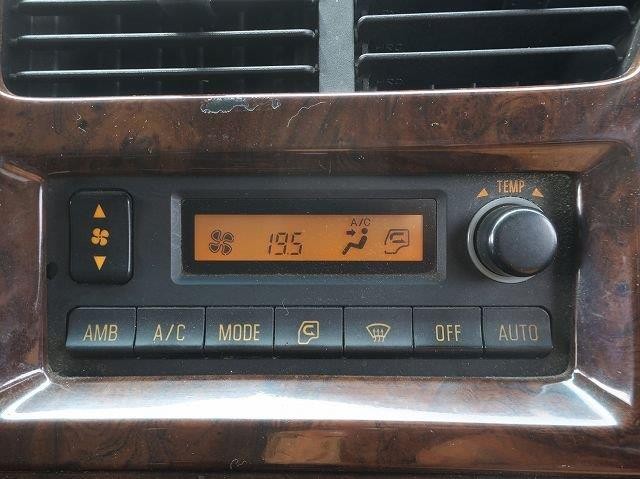 TEMP
A/C
19.5
AMB A/C MODE OFF AUTO